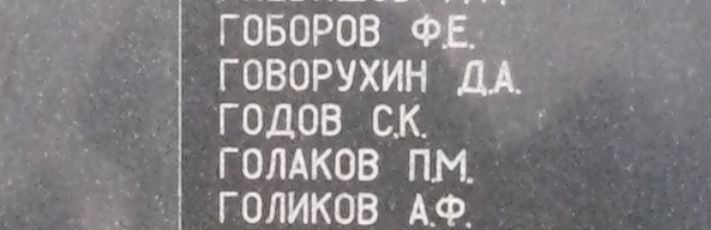 ГОБОРОВ Ф.Е.
ГОВОРУХИН Д.А.
ГОДОВ С.К.
ГОЛАКОВ П.М.
ГОЛИКОВ А.Ф.